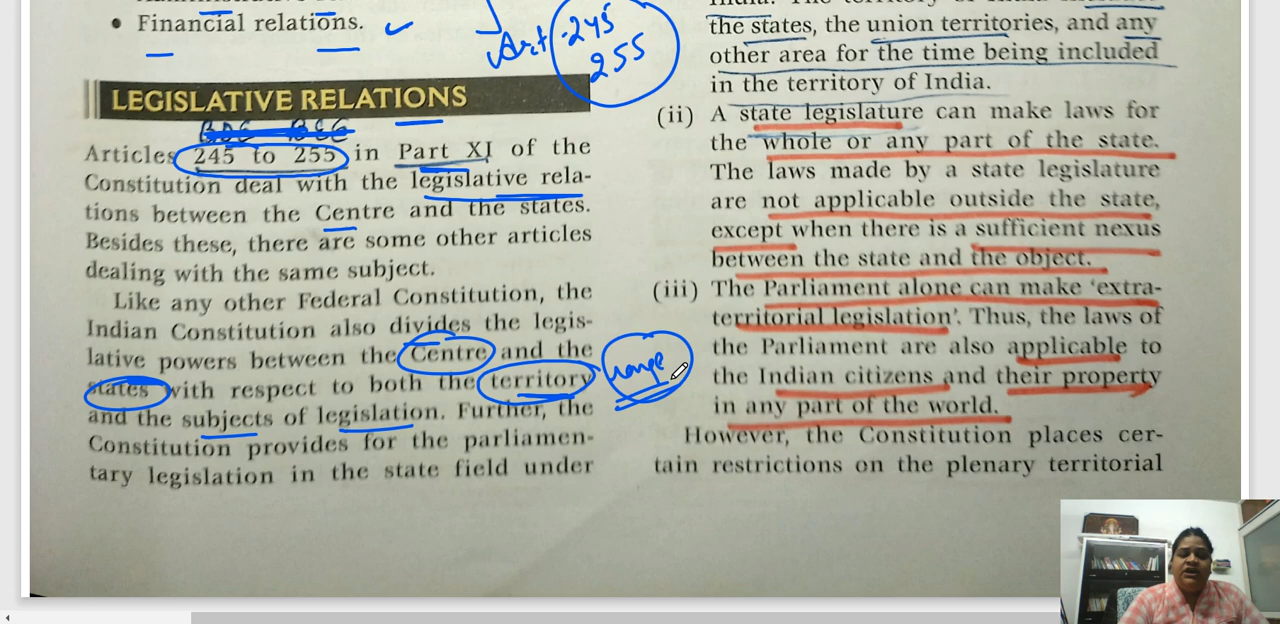 • Financial relations.
Art. 245
255
LEGISLATIVE RELATIONS
Articles 245 to 255 in Part XI of the
Constitution deal with the legislative rela-
tions between the Centre and the states.
Besides these, there are some other articles
dealing with the same subject.
Like any other Federal Constitution, the
Indian Constitution also divides the legis-
lative powers between the Centre and the
states with respect to both the territory
range
and the subjects of legislation. Further, the
Constitution provides for the parliamen-
tary legislation in the state field under
the states, the union territories, and any
other area for the time being included
in the territory of India.
(ii) A state legislature can make laws for
the whole or any part of the state.
The laws made by a state legislature
are not applicable outside the state,
except when there is a sufficient nexus
between the state and the object.
(iii) The Parliament alone can make ‘extra-
territorial legislation’. Thus, the laws of
the Parliament are also applicable to
the Indian citizens and their property
in any part of the world.
However, the Constitution places cer-
tain restrictions on the plenary territorial